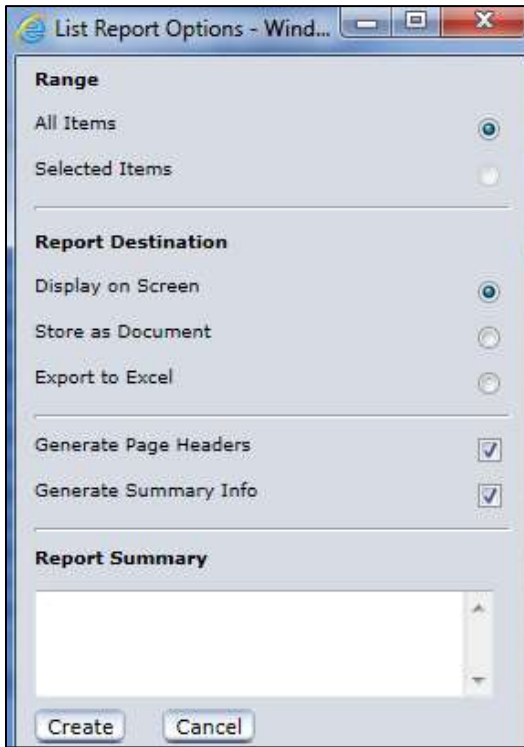 List Report Options - Wind...
Range
All Items
Selected Items
Report Destination
Display on Screen
Store as Document
Export to Excel
Generate Page Headers
Generate Summary Info
Report Summary
Create Cancel